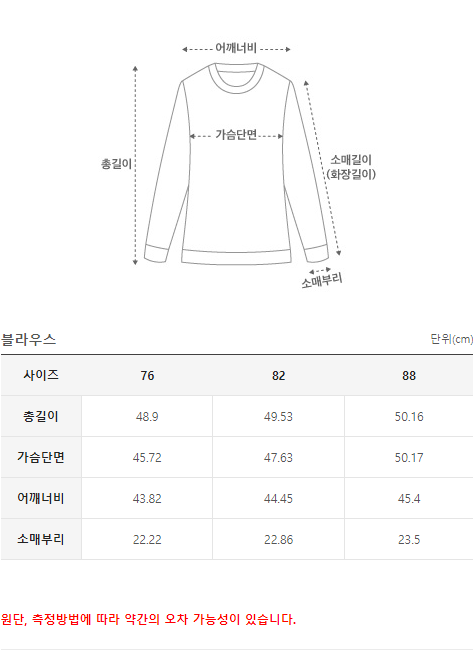 어깨너비
가슴단면
총길이
소매길이
(화장길이)
소매부리
블라우스 단위(cm)
사이즈 76 82 88
총길이 48.9 49.53 50.16
가슴단면 45.72 47.63 50.17
어깨너비 43.82 44.45 45.4
소매부리 22.22 22.86 23.5
원단, 측정방법에 따라 약간의 오차 가능성이 있습니다.